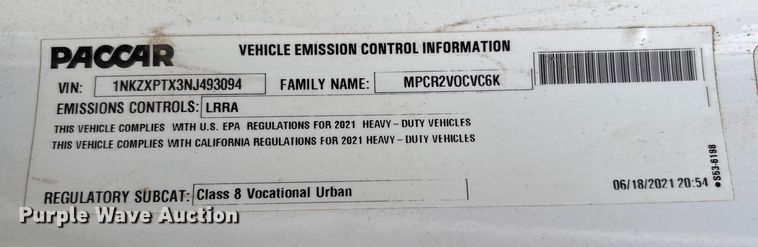 PACCAR
VEHICLE EMISSION CONTROL INFORMATION
VIN: 1NKZXPTX3NJ493094 FAMILY NAME: MPCR2VOCVC6K
EMISSIONS CONTROLS: LRRA
THIS VEHICLE COMPLIES WITH U.S. EPA REGULATIONS FOR 2021 HEAVY-DUTY VEHICLES
THIS VEHICLE COMPLIES WITH CALIFORNIA REGULATIONS FOR 2021 HEAVY-DUTY VEHICLES
REGULATORY SUBCAT: Class 8 Vocational Urban
06/18/2021 20:54
●S53-6198
Purple Wave Auction